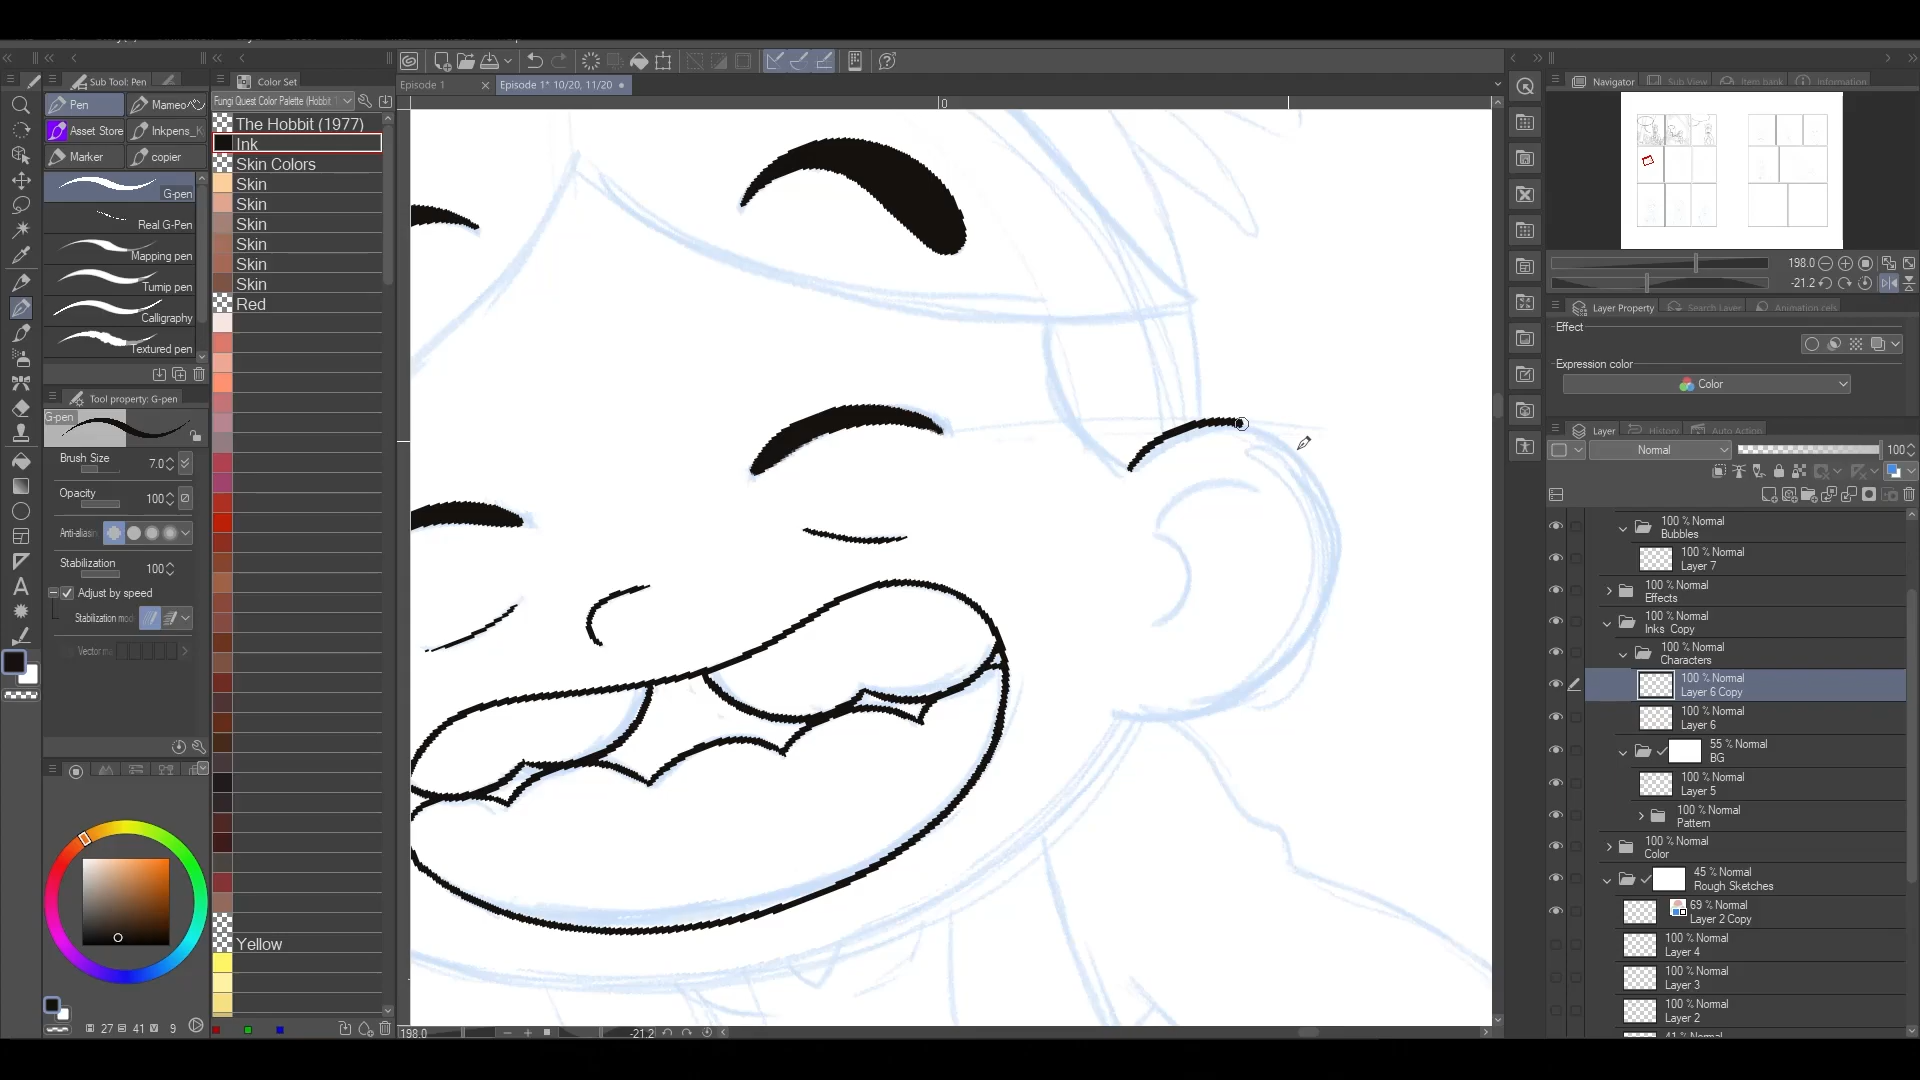 Sub Tool: Pen
Color Set
Episode 1
Episode 1* 10/20, 11/20
Navigator
Sub View
Item bank
Information
Pen
Mameo
Fungi Quest Color Palette (Hobbit
Asset Store
Inkpens_K
Marker
copier
The Hobbit (1977)
Ink
Skin Colors
Skin
Skin
Skin
Skin
Skin
Skin
Red
Yellow
G-pen
Real G-Pen
Mapping pen
Turnip pen
Calligraphy
Textured pen
Tool property: G-pen
G-pen
Brush Size
7.0
Opacity
100
Anti-aliasin
Stabilization
100
Adjust by speed
Stabilization mod
Vector ma
27
41
9
0
198.0
-21.2
198.0
-21.2
Layer Property
Search Layer
Animation cels
Effect
Expression color
Color
Layer
History
Auto Action
Normal
100
100 % Normal
Bubbles
100 % Normal
Layer 7
100 % Normal
Effects
100 % Normal
Inks Copy
100 % Normal
Characters
100 % Normal
Layer 6 Copy
100 % Normal
Layer 6
55 % Normal
BG
100 % Normal
Layer 5
100 % Normal
Pattern
100 % Normal
Color
45 % Normal
Rough Sketches
69 % Normal
Layer 2 Copy
100 % Normal
Layer 4
100 % Normal
Layer 3
100 % Normal
Layer 2